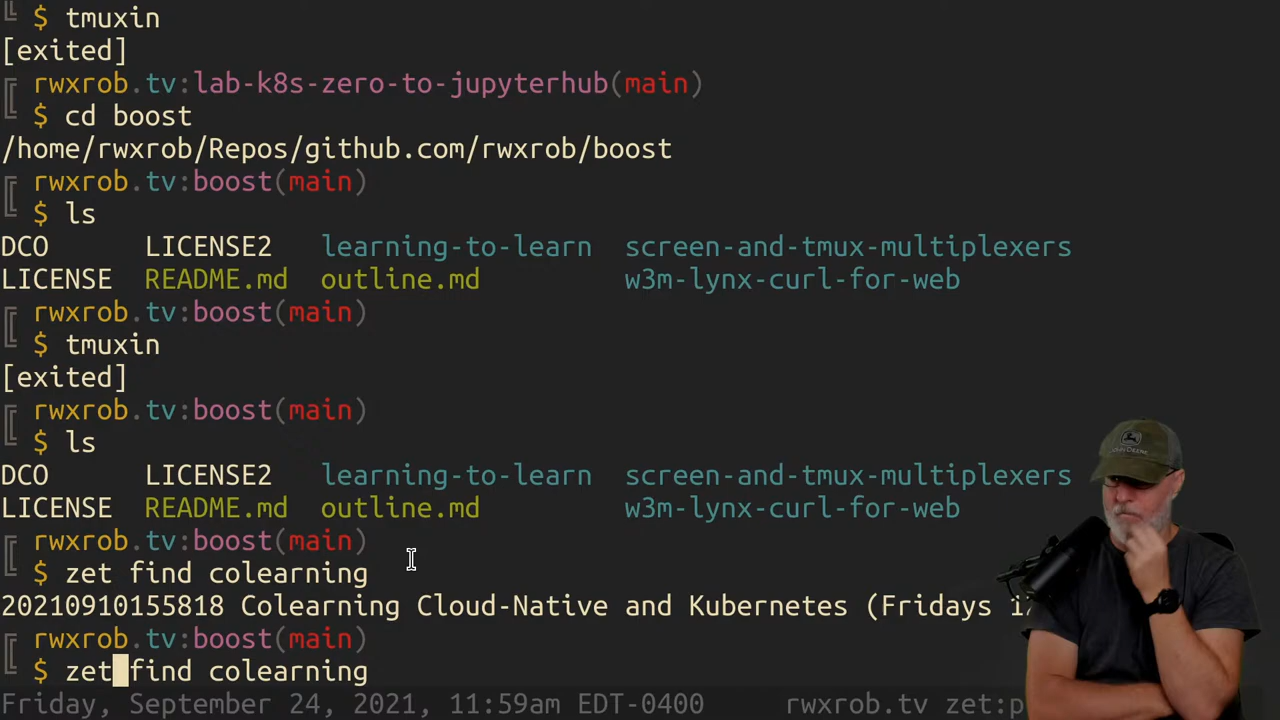 $ tmuxin
[exited]
rwxrob.tv:lab-k8s-zero-to-jupyterhub(main)
$ cd boost
/home/rwxrob/Repos/github.com/rwxrob/boost
rwxrob.tv:boost(main)
$ ls
DCO LICENSE2 learning-to-learn screen-and-tmux-multiplexers
LICENSE README.md outline.md w3m-lynx-curl-for-web
rwxrob.tv:boost(main)
$ tmuxin
[exited]
rwxrob.tv:boost(main)
$ ls
DCO LICENSE2 learning-to-learn screen-and-tmux-multiplexers
LICENSE README.md outline.md w3m-lynx-curl-for-web
rwxrob.tv:boost(main)
$ zet find colearning
20210910155818 Colearning Cloud-Native and Kubernetes (Fridays
rwxrob.tv:boost(main)
$ zet find colearning
Friday, September 24, 2021, 11:59am EDT-0400 rwxrob.tv zet:p